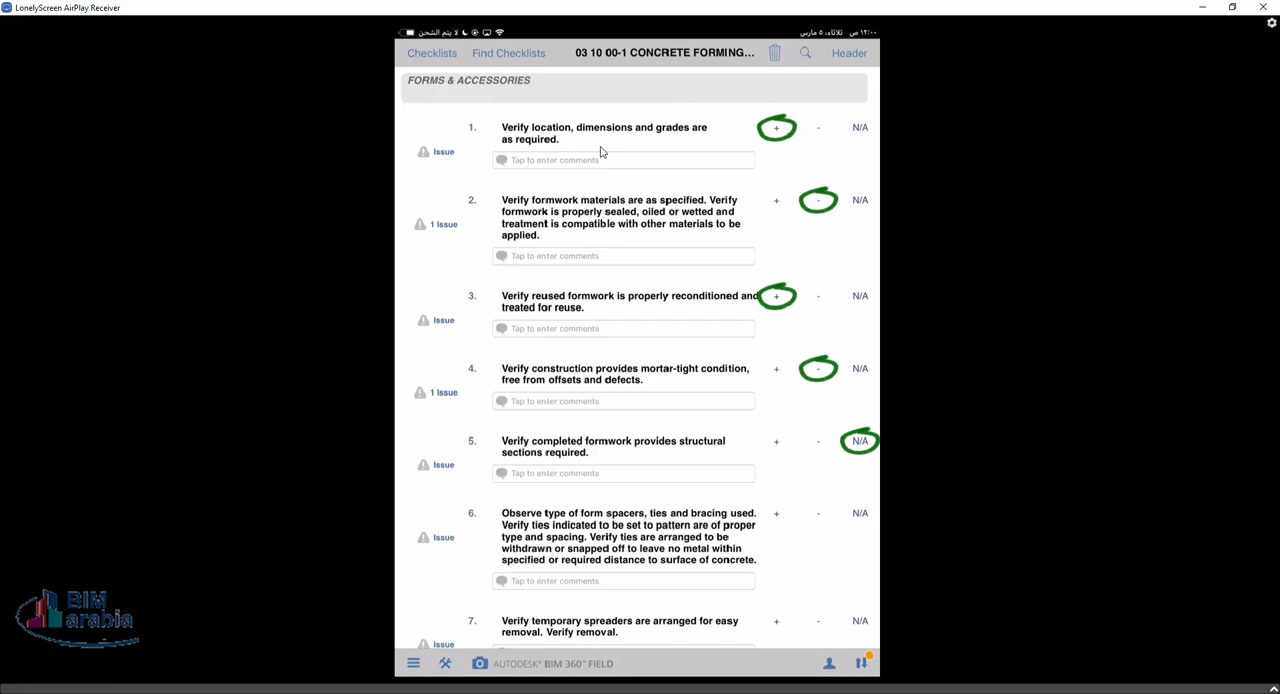 LonelyScreen AirPlay Receiver
لا يتم الشحن
١٢:٠٠ ص ثلاثاء، ٥ مارس
Checklists Find Checklists 03 10 00-1 CONCRETE FORMING... Header
FORMS & ACCESSORIES
1. Verify location, dimensions and grades are + - N/A
as required.
Issue
Tap to enter comments
2. Verify formwork materials are as specified. Verify + - N/A
formwork is properly sealed, oiled or wetted and
1 Issue treatment is compatible with other materials to be
applied.
Tap to enter comments
3. Verify reused formwork is properly reconditioned and + - N/A
treated for reuse.
Issue
Tap to enter comments
4. Verify construction provides mortar-tight condition, + - N/A
free from offsets and defects.
1 Issue
Tap to enter comments
5. Verify completed formwork provides structural + - N/A
sections required.
Issue
Tap to enter comments
6. Observe type of form spacers, ties and bracing used. + - N/A
Verify ties indicated to be set to pattern are of proper
Issue type and spacing. Verify ties are arranged to be
withdrawn or snapped off to leave no metal within
specified or required distance to surface of concrete.
Tap to enter comments
7. Verify temporary spreaders are arranged for easy + - N/A
removal. Verify removal.
Issue
AUTODESK® BIM 360™ FIELD
BIM
arabia